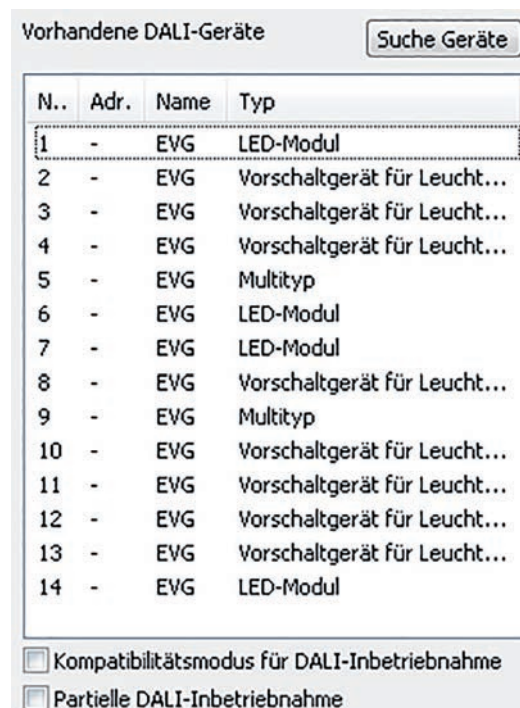 Vorhandene DALI-Geräte Suche Geräte
N.. Adr. Name Typ
1 - EVG LED-Modul
2 - EVG Vorschaltgerät für Leucht...
3 - EVG Vorschaltgerät für Leucht...
4 - EVG Vorschaltgerät für Leucht...
5 - EVG Multityp
6 - EVG LED-Modul
7 - EVG LED-Modul
8 - EVG Vorschaltgerät für Leucht...
9 - EVG Multityp
10 - EVG Vorschaltgerät für Leucht...
11 - EVG Vorschaltgerät für Leucht...
12 - EVG Vorschaltgerät für Leucht...
13 - EVG Vorschaltgerät für Leucht...
14 - EVG LED-Modul
Kompatibilitätsmodus für DALI-Inbetriebnahme
Partielle DALI-Inbetriebnahme